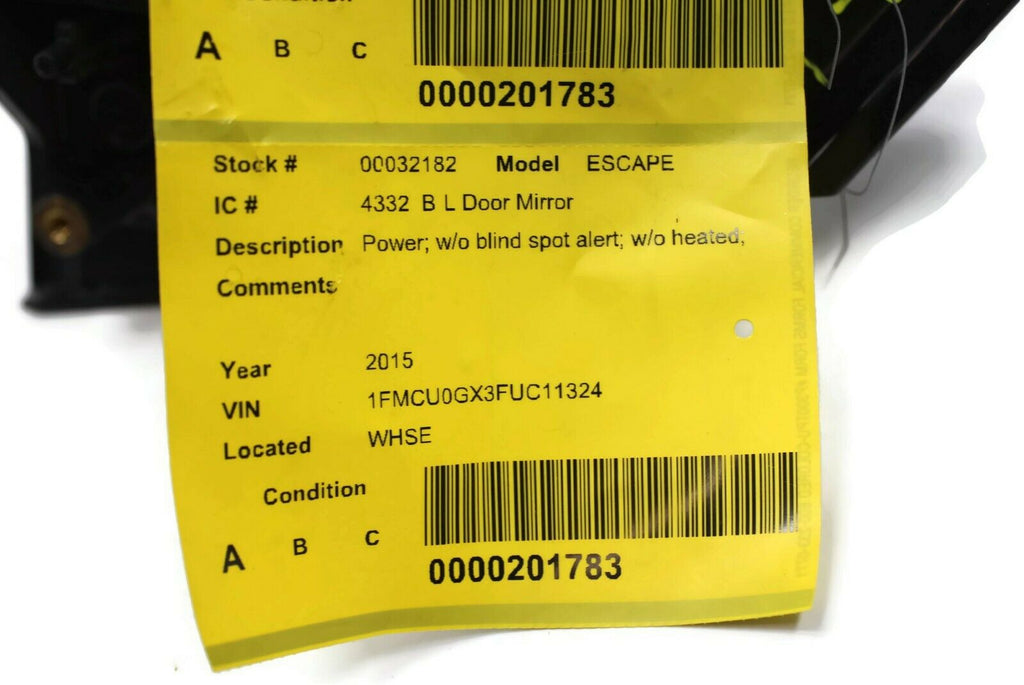 Condition
A B C
0000201783
Stock # 00032182 Model ESCAPE
IC # 4332 B L Door Mirror
Description Power; w/o blind spot alert; w/o heated,
Comments
Year 2015
VIN 1FMCU0GX3FUC11324
Located WHSE
Condition
A B C
0000201783